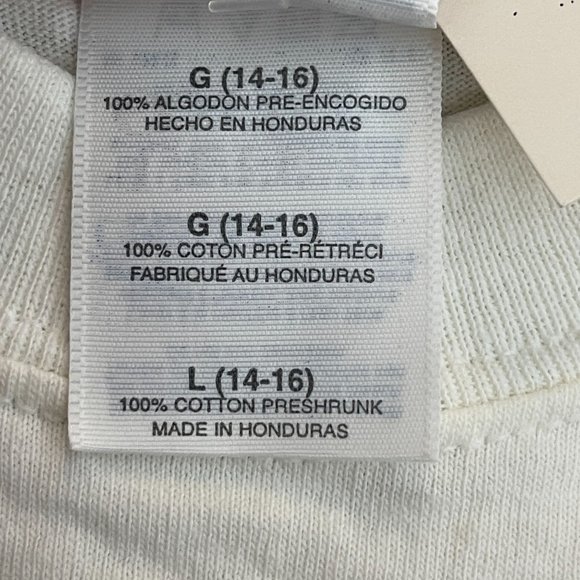 G (14-16)
100% ALGODÓN PRE-ENCOGIDO
HECHO EN HONDURAS
G (14-16)
100% COTON PRÉ-RÉTRÉCI
FABRIQUÉ AU HONDURAS
L (14-16)
100% COTTON PRESHRUNK
MADE IN HONDURAS